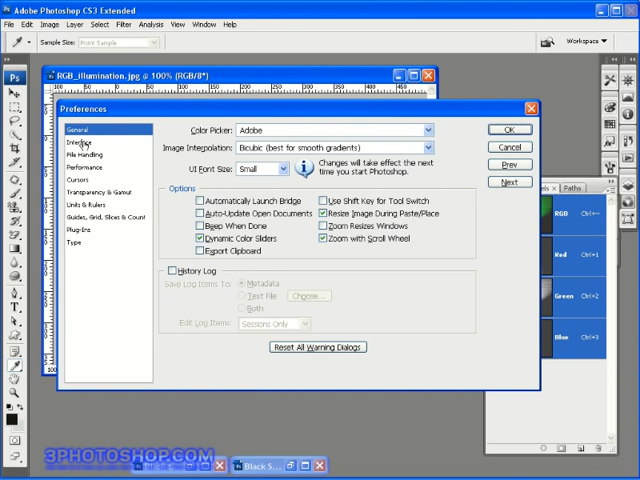 Adobe Photoshop CS3 Extended
File Edit Image Layer Select Filter Analysis View Window Help
Sample Size: Point Sample
Workspace
RGB_illumination.jpg @ 100% (RGB/8*)
Preferences
General
Interface
File Handling
Performance
Cursors
Transparency & Gamut
Units & Rulers
Guides, Grid, Slices & Count
Plug-Ins
Type
Color Picker: Adobe
Image Interpolation: Bicubic (best for smooth gradients)
UI Font Size: Small
Changes will take effect the next
time you start Photoshop.
Options
Automatically Launch Bridge
Auto-Update Open Documents
Beep When Done
Dynamic Color Sliders
Export Clipboard
Use Shift Key for Tool Switch
Resize Image During Paste/Place
Zoom Resizes Windows
Zoom with Scroll Wheel
History Log
Save Log Items To: Metadata
Text File Choose...
Both
Edit Log Items: Sessions Only
Reset All Warning Dialogs
OK
Cancel
Prev
Next
Paths
RGB Ctrl+~
Red Ctrl+1
Green Ctrl+2
Blue Ctrl+3
3PHOTOSHOP.COM
Black S...